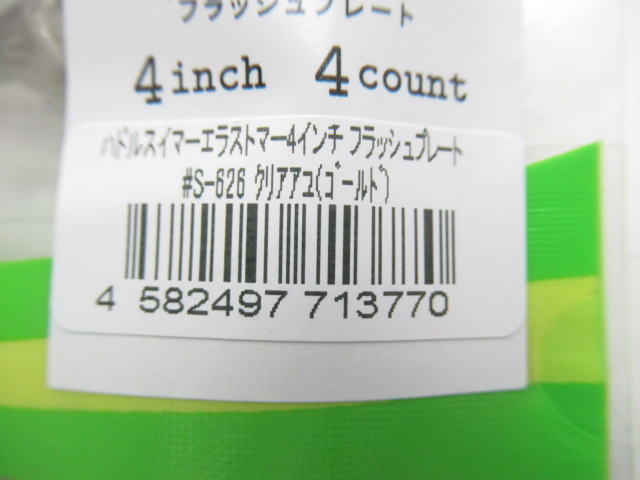 フラッシュプレート
4inch 4count
ハドルスイマーエラストマー4インチ フラッシュプレート
#S-626 クリアアユ(ゴールド)
4 582497 713770